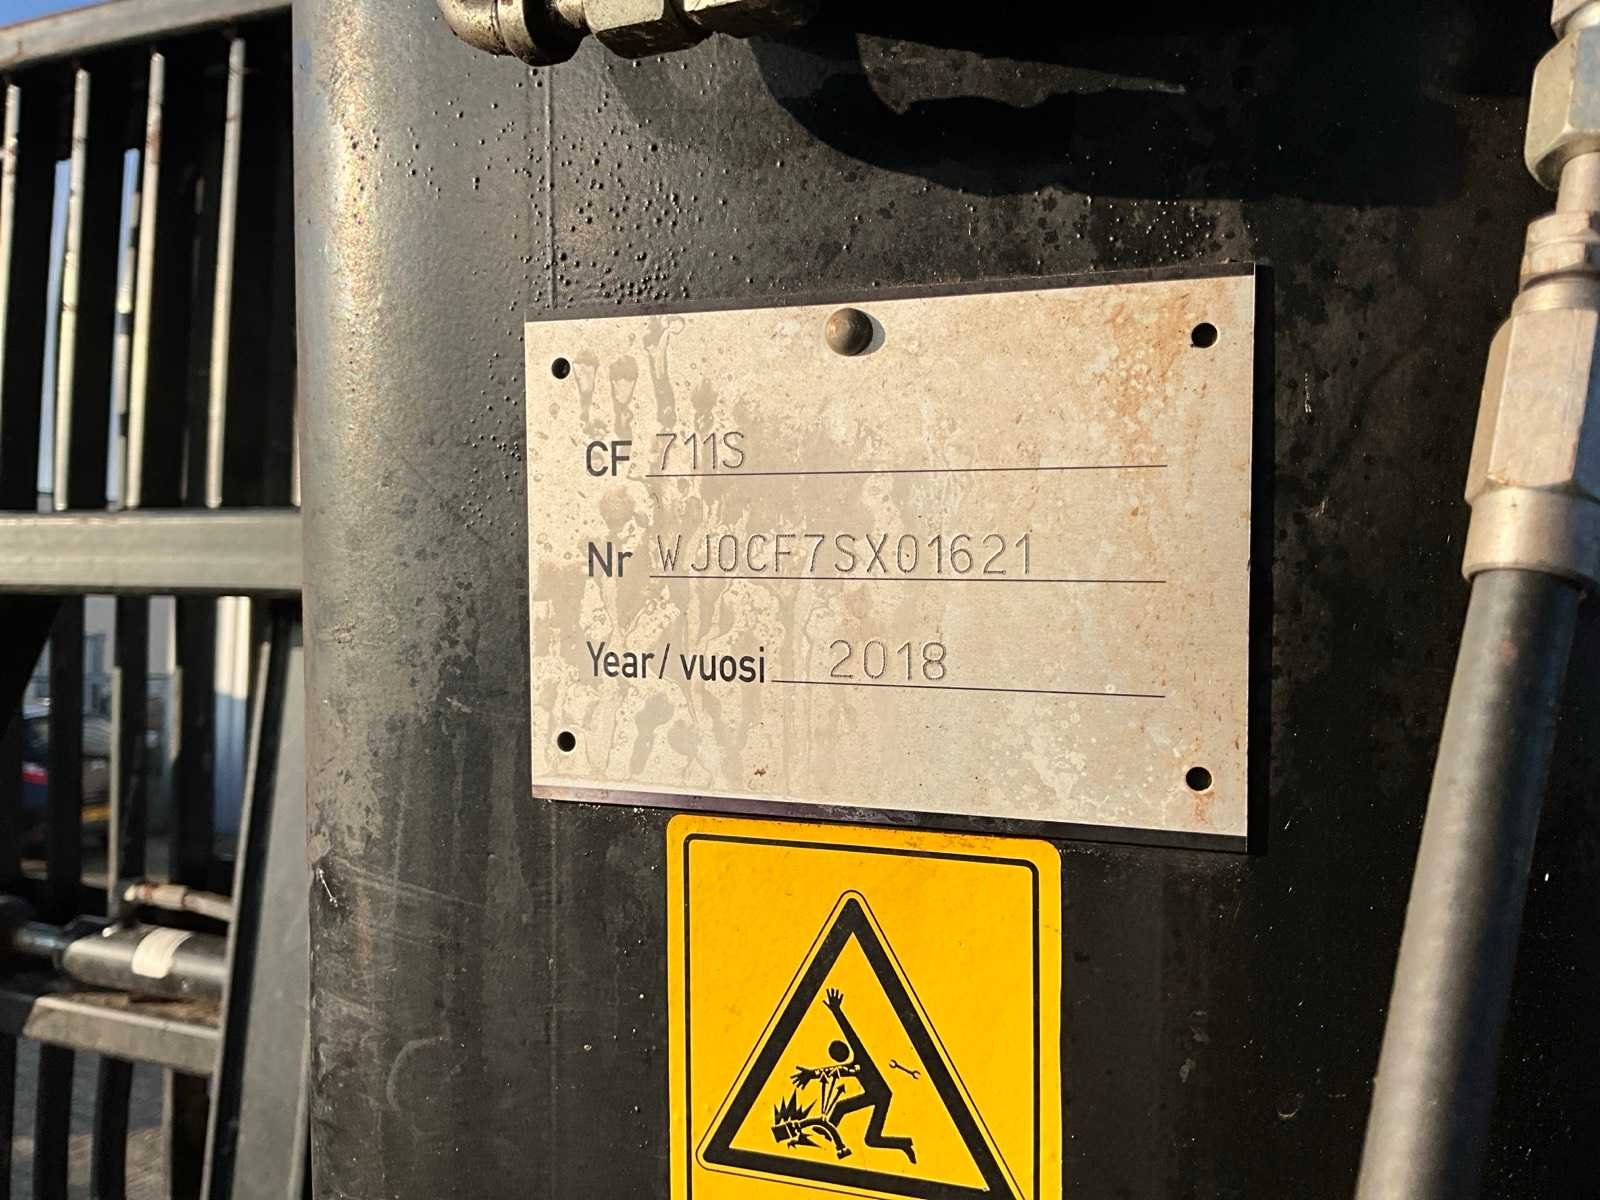 CF 711S
Nr WJ0CF7SX01621
Year/ vuosi 2018